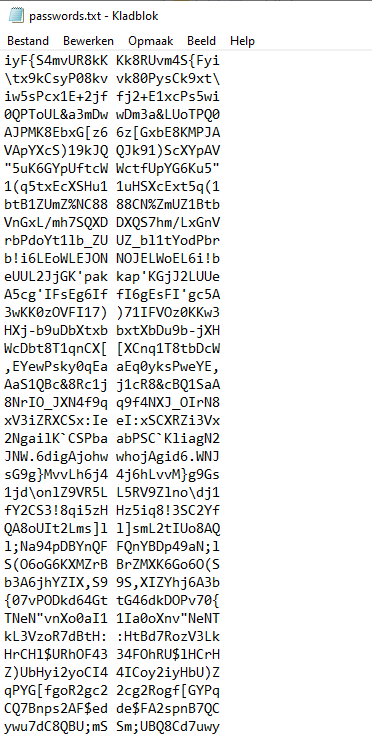 passwords.txt - Kladblok
Bestand Bewerken Opmaak Beeld Help
iyF{S4mvUR8kK Kk8RUvm4S{Fyi
\tx9kCsyP08kv vk80PysCk9xt\
iw5sPcx1E+2jf fj2+E1xcPs5wi
0QPToUL&a3mDw wDm3a&LUoTPQ0
AJPMK8EbxG[z6 6z[GxbE8KMPJA
VApYXcS)19kJQ QJk91)ScXYpAV
"5uK6GYpUftcW WctfUpYG6Ku5"
1(q5txEcXSHu1 1uHSXcExt5q(1
btB1ZUmZ%NC88 88CN%ZmUZ1Btb
VnGxL/mh7SQXD DXQS7hm/LxGnV
rbPdoYt1lb_ZU UZ_bl1tYodPbr
b!i6LEoWLEJON NOJELWoEL6i!b
eUUL2JjGK'pak kap'KGjJ2LUUe
A5cg'IFsEg6If fI6gEsFI'gc5A
3wKK0zOVFI17) )71IFVOz0KKw3
HXj-b9uDbXtxb bxtXbDu9b-jXH
WcDbt8T1qnCX[ [XCnq1T8tbDcW
,EYewPsky0qEa aEq0yksPweYE,
AaS1QBc&8Rc1j j1cR8&cBQ1SaA
8NrIO_JXN4f9q q9f4NXJ_OIrN8
xV3iZRXCSx:Ie eI:xSCXRZi3Vx
2NgailK`CSPba abPSC`KliagN2
JNW.6digAjohw whojAgid6.WNJ
sG9g}MvvLh6j4 4j6hLvvM}g9Gs
1jd\onlZ9VR5L L5RV9Zlno\dj1
fY2CS3!8qi5zH Hz5iq8!3SC2Yf
QA8oUIt2Lms]l l]smL2tIUo8AQ
l;Na94pDBYnQF FQnYBDp49aN;l
S(O6oG6KXMZrB BrZMXK6Go6O(S
b3A6jhYZIX,S9 9S,XIZYhj6A3b
{07vPODkd64Gt tG46dkDOPv70{
TNeN"vnXo0aI1 1Ia0oXnv"NeNT
kL3VzoR7dBtH: :HtBd7RozV3Lk
HrCHl$URhOF43 34FOhRU$lHCrH
Z)UbHyi2yoCI4 4ICoy2iyHbU)Z
qPYG[fgoR2gc2 2cg2Rogf[GYPq
CQ7Bnps2AF$ed de$FA2spnB7QC
ywu7dC8QBU;mS Sm;UBQ8Cd7uwy